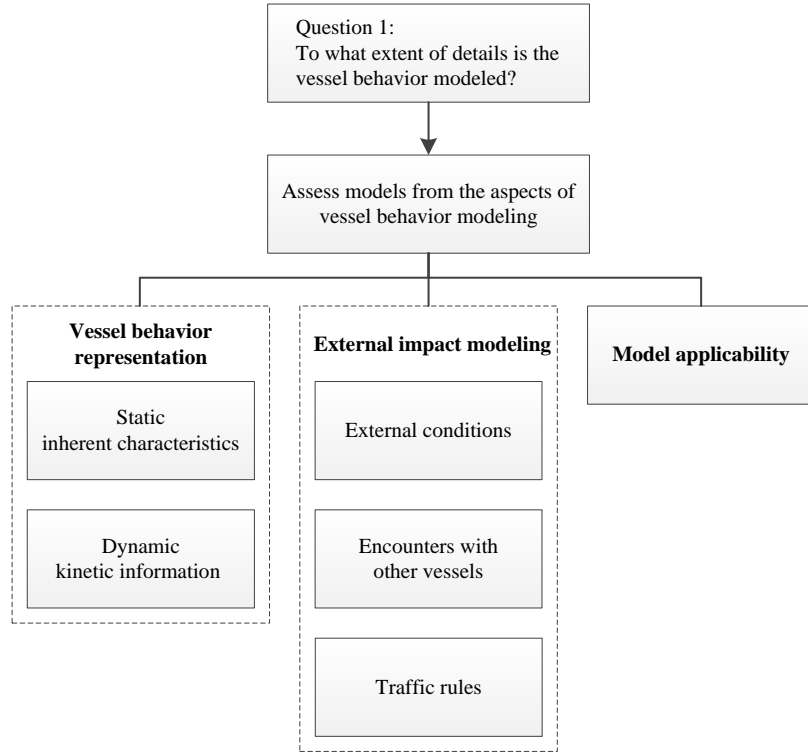 Question 1:
To what extent of details is the
vessel behavior modeled?
Assess models from the aspects of
vessel behavior modeling
Vessel behavior
representation
Static
inherent characteristics
Dynamic
kinetic information
External impact modeling
External conditions
Encounters with
other vessels
Traffic rules
Model applicability